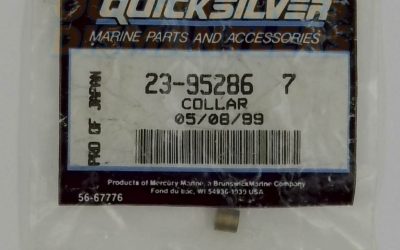 QUICKSILVER
MARINE PARTS AND ACCESSORIES
PRO OF JAPAN
23-95286 7
COLLAR
05/08/99
Products of Mercury Marine, a Brunswick Marine Company
Fond du Lac, WI 54936-1939 USA
56-67776